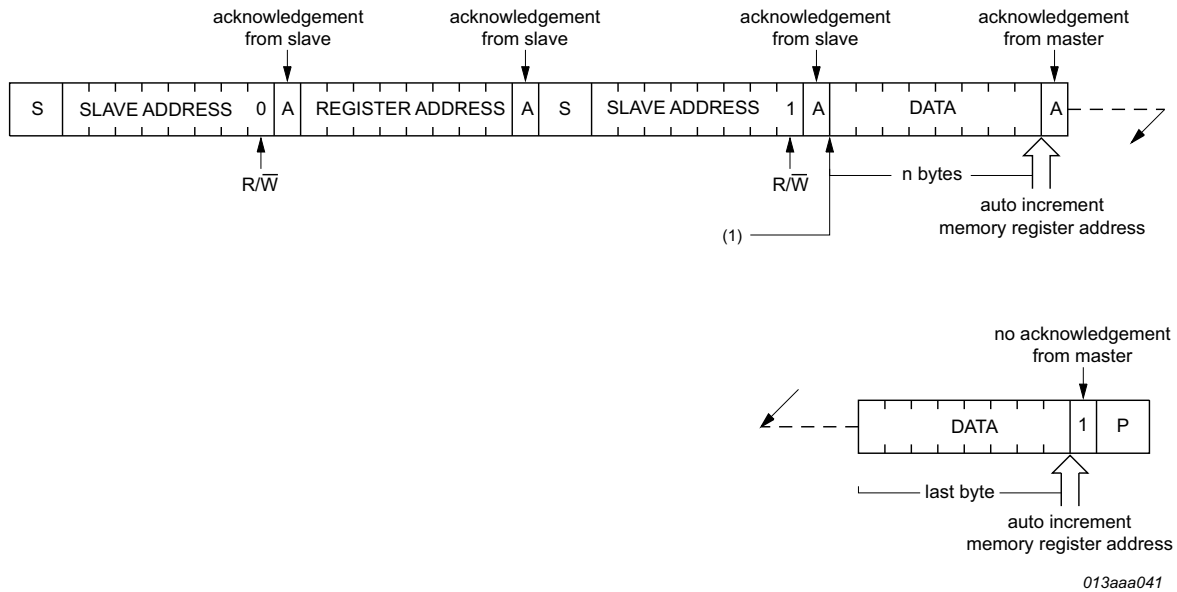 acknowledgement
from slave
acknowledgement
from slave
acknowledgement
from slave
acknowledgement
from master
S SLAVE ADDRESS 0 A REGISTER ADDRESS A S SLAVE ADDRESS 1 A DATA A
R/W̅
R/W̅
n bytes
auto increment
memory register address
(1)
no acknowledgement
from master
DATA 1 P
last byte
auto increment
memory register address
013aaa041